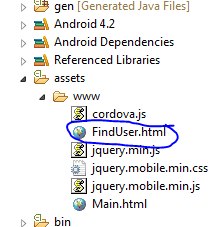 gen [Generated Java Files]
Android 4.2
Android Dependencies
Referenced Libraries
assets
www
cordova.js
FindUser.html
jquery.min.js
jquery.mobile.min.css
jquery.mobile.min.js
Main.html
bin